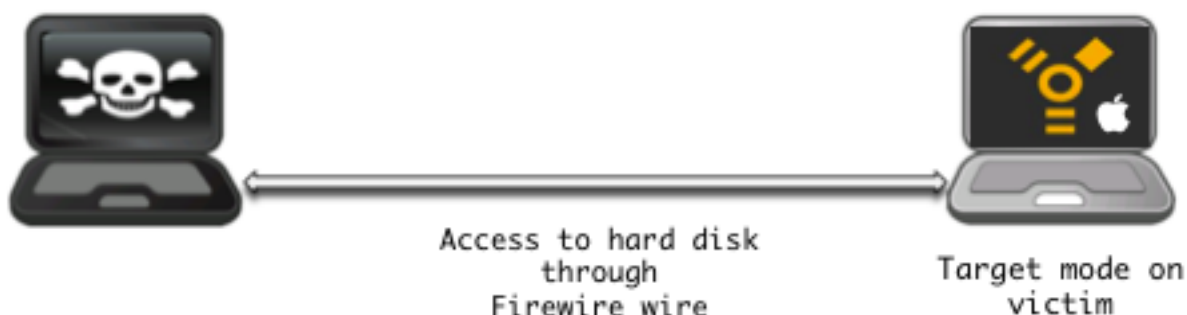 Access to hard disk
through
Firewire wire
Target mode on
victim